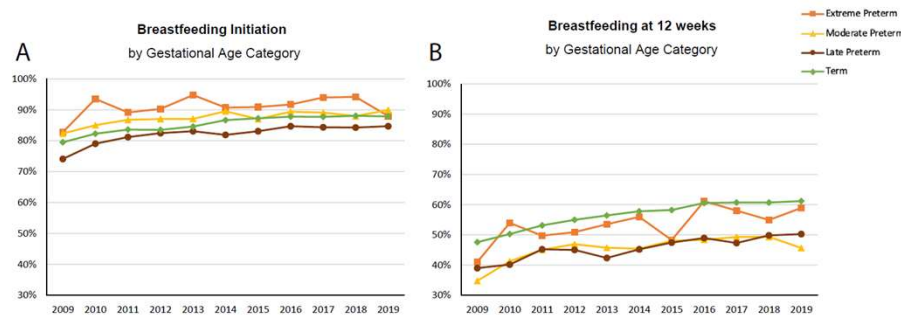 A
Breastfeeding Initiation
by Gestational Age Category
100%
90%
80%
70%
60%
50%
40%
30%
2009 2010 2011 2012 2013 2014 2015 2016 2017 2018 2019
B
Breastfeeding at 12 weeks
by Gestational Age Category
100%
90%
80%
70%
60%
50%
40%
30%
2009 2010 2011 2012 2013 2014 2015 2016 2017 2018 2019
Extreme Preterm
Moderate Preterm
Late Preterm
Term